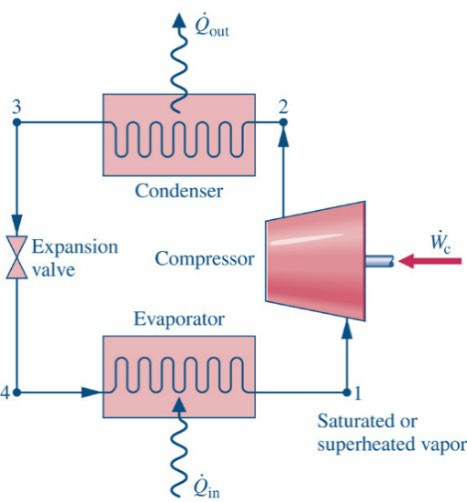 Q̇out
3
2
Condenser
Expansion
valve
Compressor
Ẇc
Evaporator
4
1
Saturated or
superheated vapor
Q̇in